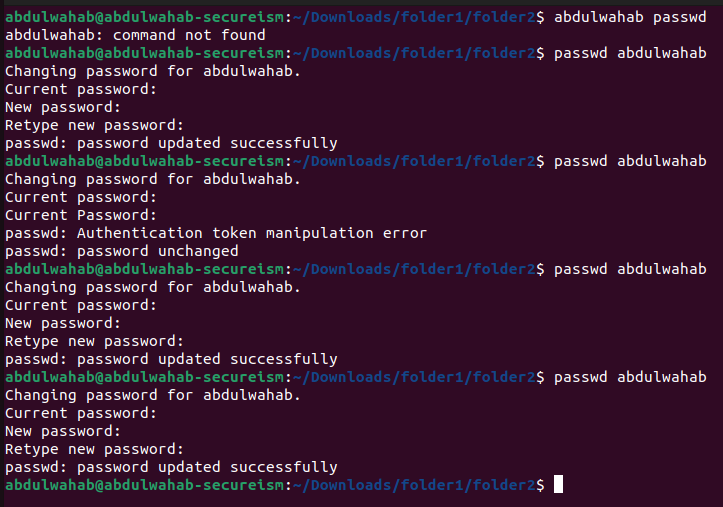 abdulwahab@abdulwahab-secureism:~/Downloads/folder1/folder2$ abdulwahab passwd
abdulwahab: command not found
abdulwahab@abdulwahab-secureism:~/Downloads/folder1/folder2$ passwd abdulwahab
Changing password for abdulwahab.
Current password:
New password:
Retype new password:
passwd: password updated successfully
abdulwahab@abdulwahab-secureism:~/Downloads/folder1/folder2$ passwd abdulwahab
Changing password for abdulwahab.
Current password:
Current Password:
passwd: Authentication token manipulation error
passwd: password unchanged
abdulwahab@abdulwahab-secureism:~/Downloads/folder1/folder2$ passwd abdulwahab
Changing password for abdulwahab.
Current password:
New password:
Retype new password:
passwd: password updated successfully
abdulwahab@abdulwahab-secureism:~/Downloads/folder1/folder2$ passwd abdulwahab
Changing password for abdulwahab.
Current password:
New password:
Retype new password:
passwd: password updated successfully
abdulwahab@abdulwahab-secureism:~/Downloads/folder1/folder2$